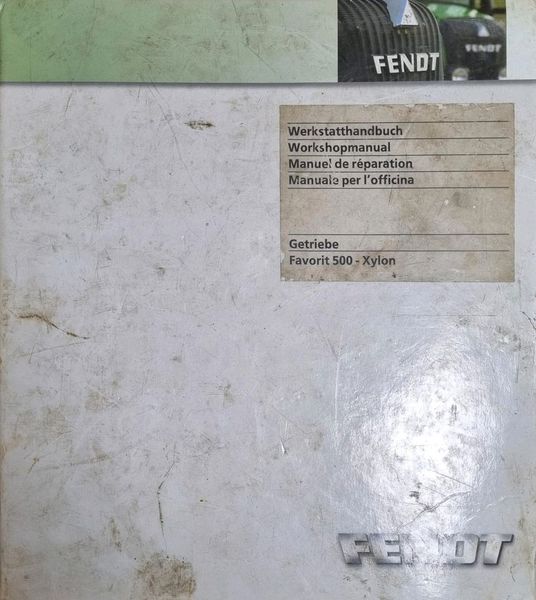 FENDT
FENDT
Werkstatthandbuch
Workshopmanual
Manuel de réparation
Manuale per l'officina
Getriebe
Favorit 500 - Xylon
FENDT